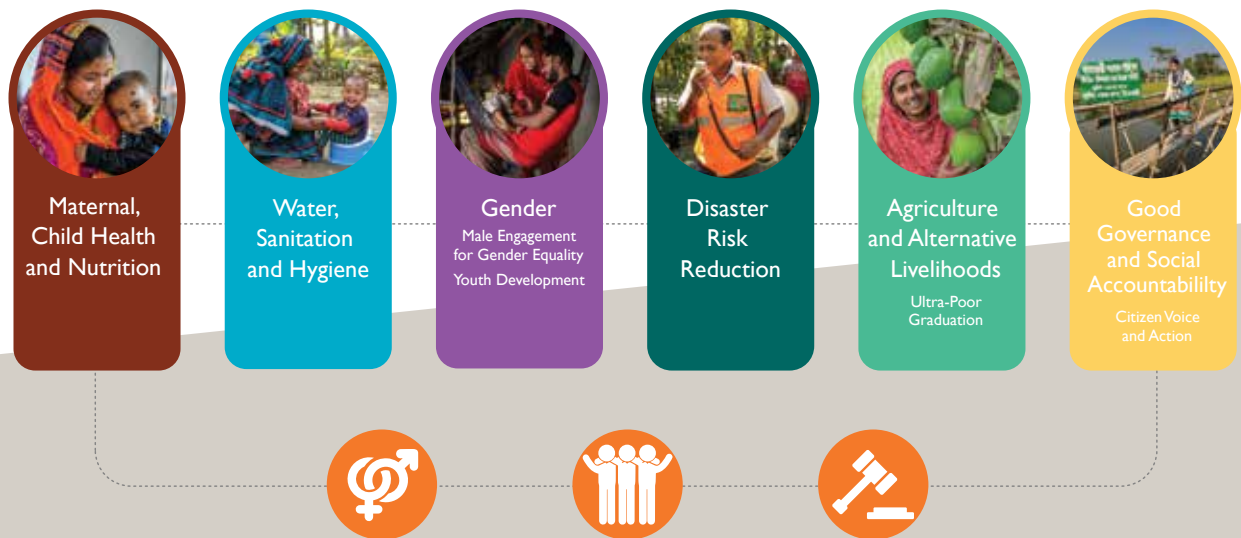 Maternal,
Child Health
and Nutrition
Water,
Sanitation
and Hygiene
Gender
Male Engagement
for Gender Equality
Youth Development
Disaster
Risk
Reduction
Agriculture
and Alternative
Livelihoods
Ultra-Poor
Graduation
Good
Governance
and Social
Accountabililty
Citizen Voice
and Action